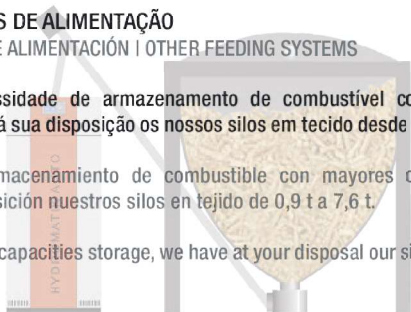 S DE ALIMENTAÇÃO
E ALIMENTACIÓN | OTHER FEEDING SYSTEMS
ssidade de armazenamento de combustível co
á sua disposição os nossos silos em tecido desde
macenamiento de combustible con mayores c
sición nuestros silos en tejido de 0,9 t a 7,6 t.
capacities storage, we have at your disposal our si
HYDROMATIC